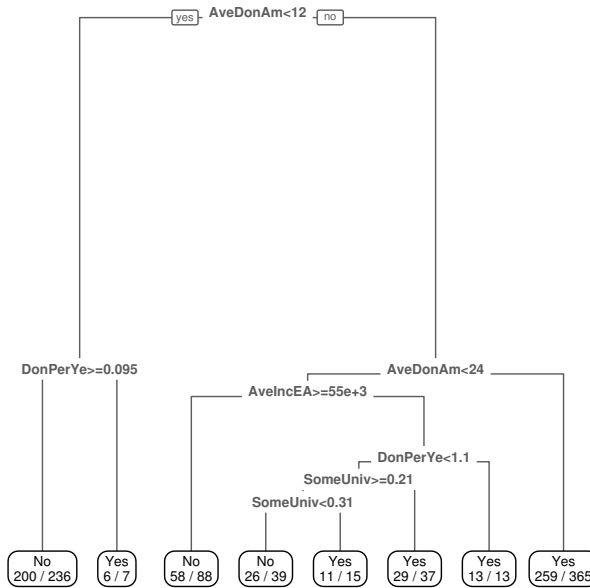 yes AveDonAm<12 no
DonPerYe>=0.095
AveDonAm<24
AveIncEA>=55e+3
DonPerYe<1.1
SomeUniv>=0.21
SomeUniv<0.31
No Yes No No Yes Yes Yes Yes
200 / 236 6 / 7 58 / 88 26 / 39 11 / 15 29 / 37 13 / 13 259 / 365